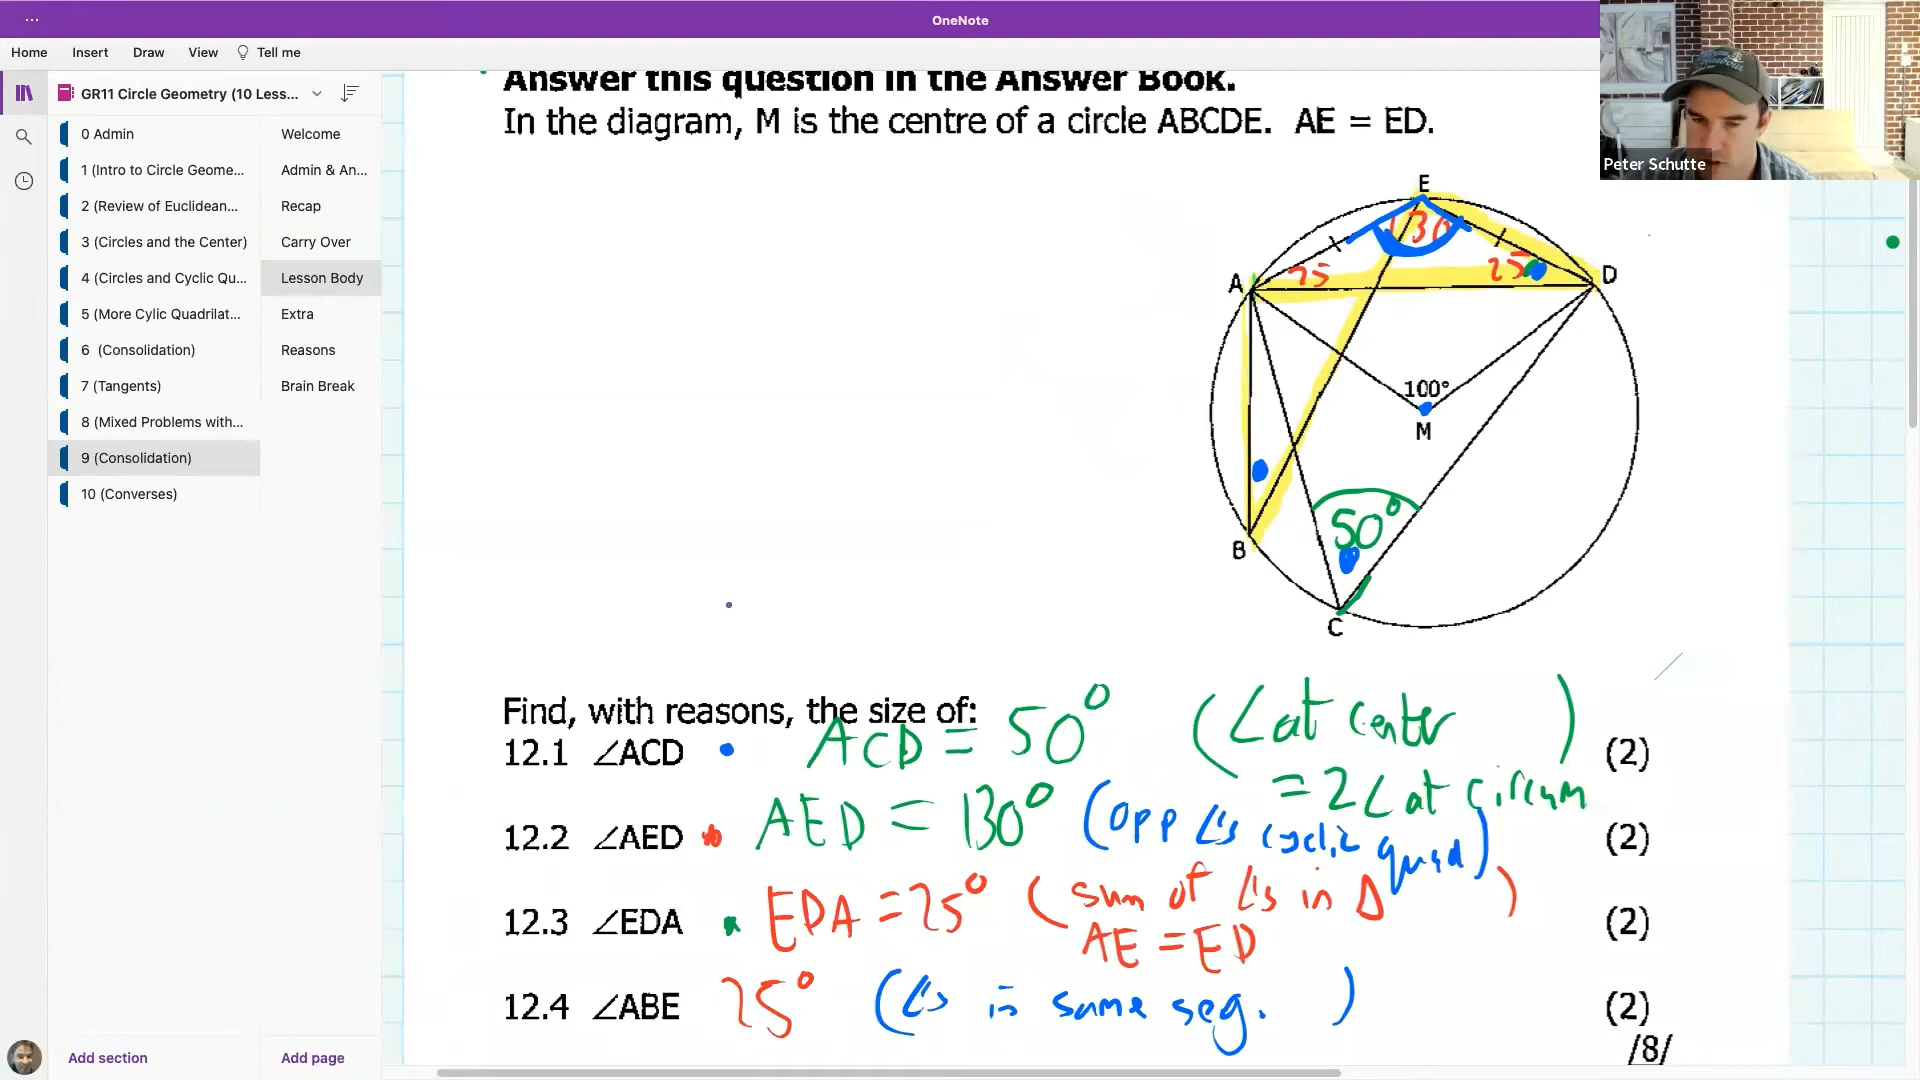 OneNote
Home Insert Draw View Tell me
GR11 Circle Geometry (10 Less...
0 Admin
1 (Intro to Circle Geome...
2 (Review of Euclidean...
3 (Circles and the Center)
4 (Circles and Cyclic Qu...
5 (More Cylic Quadrilat...
6 (Consolidation)
7 (Tangents)
8 (Mixed Problems with...
9 (Consolidation)
10 (Converses)
Add section
Welcome
Admin & An...
Recap
Carry Over
Lesson Body
Extra
Reasons
Brain Break
Add page
Peter Schutte
Answer this question in the Answer Book.
In the diagram, M is the centre of a circle ABCDE. AE = ED.
E
130
A 25 25 D
100°
M
50°
B
C
Find, with reasons, the size of:
12.1 ∠ACD ACD = 50° (∠ at center (2)
= 2∠ at circum)
12.2 ∠AED AED = 130° (opp ∠'s cyclic quad) (2)
12.3 ∠EDA EDA = 25° (sum of ∠'s in Δ (2)
AE = ED)
12.4 ∠ABE 25° (∠s in same seg.) (2)
/8/